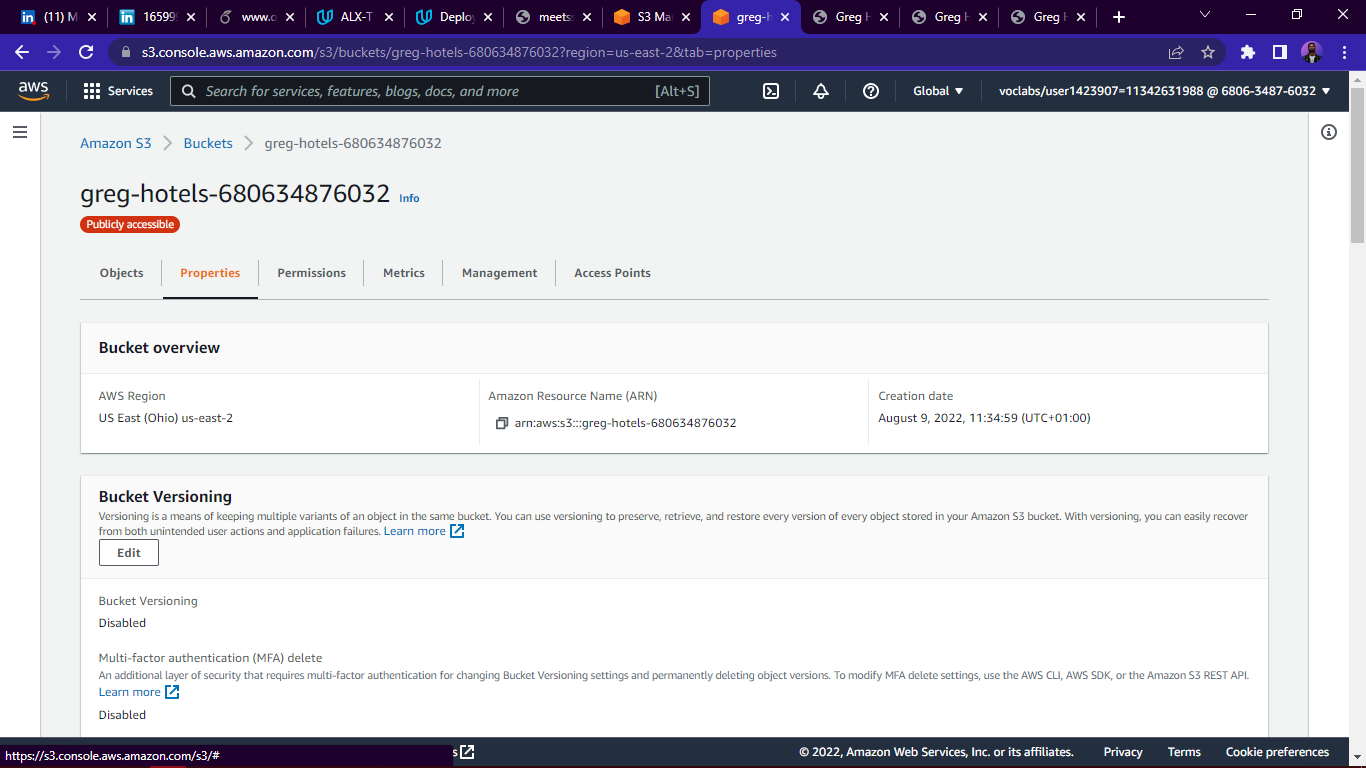 (11) M
16599
www.c
ALX-T
Deplo
meets
S3 Ma
greg-h
Greg H
Greg H
Greg H
s3.console.aws.amazon.com/s3/buckets/greg-hotels-680634876032?region=us-east-2&tab=properties
aws
Services
Search for services, features, blogs, docs, and more
[Alt+S]
Global
voclabs/user1423907=11342631988 @ 6806-3487-6032
Amazon S3
Buckets
greg-hotels-680634876032
greg-hotels-680634876032 Info
Publicly accessible
Objects
Properties
Permissions
Metrics
Management
Access Points
Bucket overview
AWS Region
US East (Ohio) us-east-2
Amazon Resource Name (ARN)
arn:aws:s3:::greg-hotels-680634876032
Creation date
August 9, 2022, 11:34:59 (UTC+01:00)
Bucket Versioning
Versioning is a means of keeping multiple variants of an object in the same bucket. You can use versioning to preserve, retrieve, and restore every version of every object stored in your Amazon S3 bucket. With versioning, you can easily recover
from both unintended user actions and application failures. Learn more
Edit
Bucket Versioning
Disabled
Multi-factor authentication (MFA) delete
An additional layer of security that requires multi-factor authentication for changing Bucket Versioning settings and permanently deleting object versions. To modify MFA delete settings, use the AWS CLI, AWS SDK, or the Amazon S3 REST API.
Learn more
Disabled
https://s3.console.aws.amazon.com/s3/#
s
© 2022, Amazon Web Services, Inc. or its affiliates.
Privacy
Terms
Cookie preferences